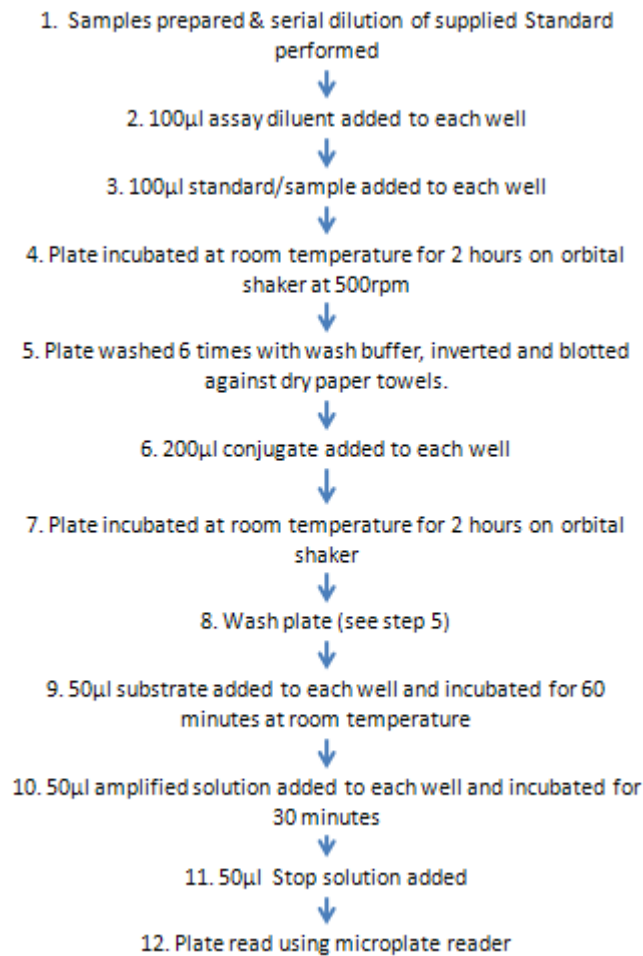 1. Samples prepared & serial dilution of supplied Standard
performed
2. 100µl assay diluent added to each well
3. 100µl standard/sample added to each well
4. Plate incubated at room temperature for 2 hours on orbital
shaker at 500rpm
5. Plate washed 6 times with wash buffer, inverted and blotted
against dry paper towels.
6. 200µl conjugate added to each well
7. Plate incubated at room temperature for 2 hours on orbital
shaker
8. Wash plate (see step 5)
9. 50µl substrate added to each well and incubated for 60
minutes at room temperature
10. 50µl amplified solution added to each well and incubated for
30 minutes
11. 50µl Stop solution added
12. Plate read using microplate reader